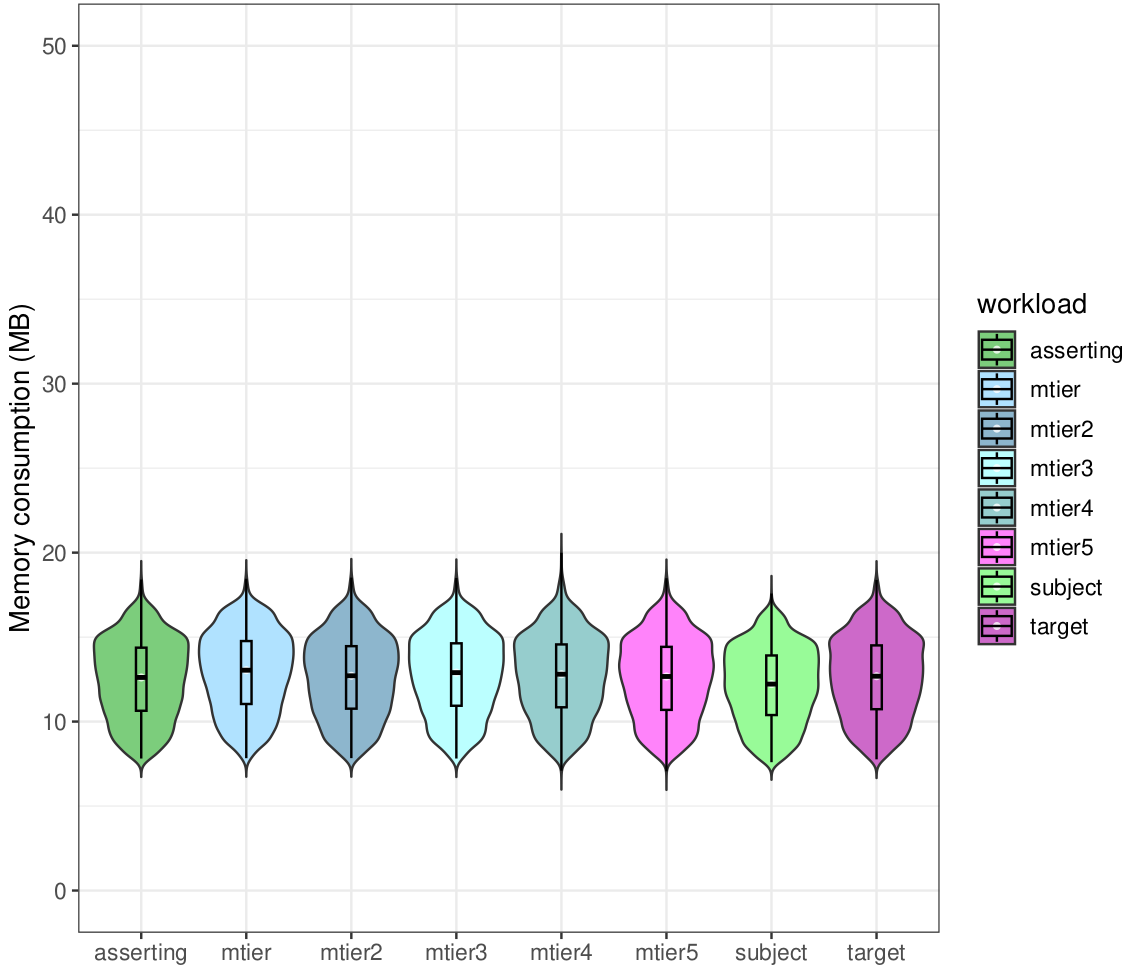 Memory consumption (MB)
50
40
30
20
10
0
asserting mtier mtier2 mtier3 mtier4 mtier5 subject target
workload
asserting
mtier
mtier2
mtier3
mtier4
mtier5
subject
target